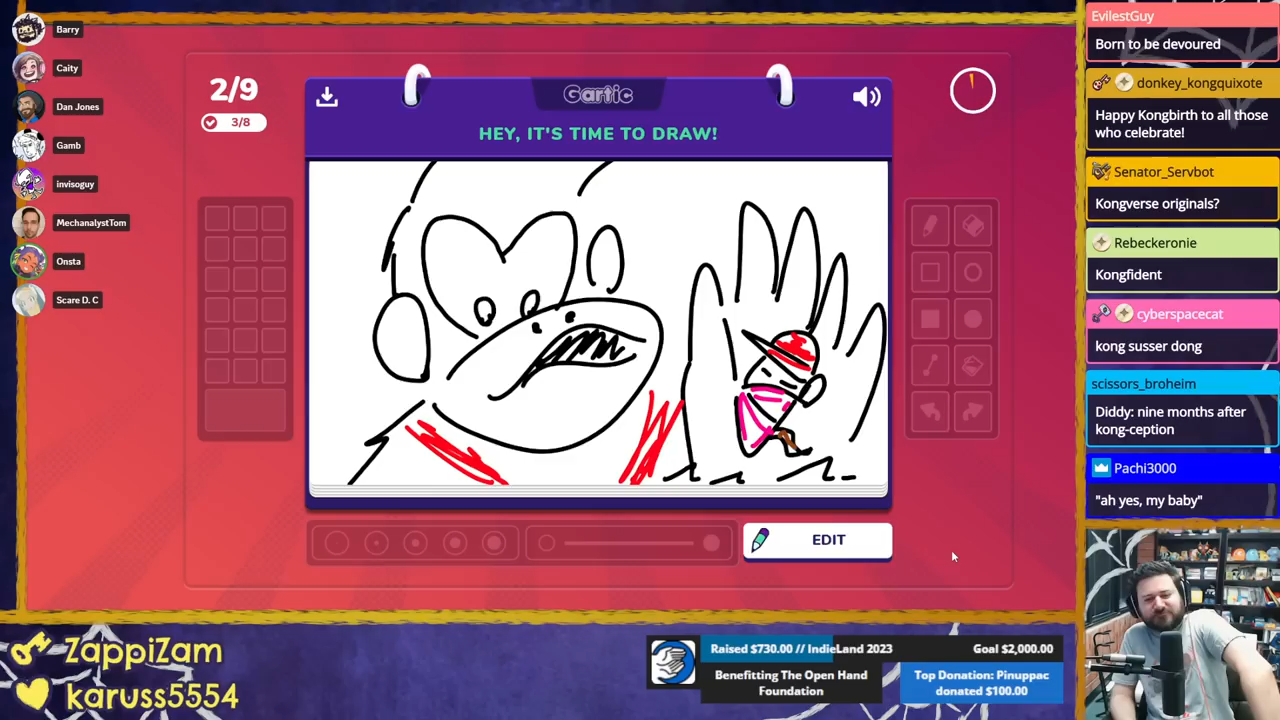 Barry
Caity
Dan Jones
Gamb
invisoguy
MechanalystTom
Onsta
Scare D. C
2/9
3/8
Gartic
HEY, IT'S TIME TO DRAW!
EDIT
EvilestGuy
Born to be devoured
donkey_kongquixote
Happy Kongbirth to all those
who celebrate!
Senator_Servbot
Kongverse originals?
Rebeckeronie
Kongfident
cyberspacecat
kong susser dong
scissors_broheim
Diddy: nine months after
kong-ception
Pachi3000
"ah yes, my baby"
ZappiZam
karuss5554
Raised $730.00 // IndieLand 2023
Goal $2,000.00
Benefitting The Open Hand
Foundation
Top Donation: Pinuppac
donated $100.00